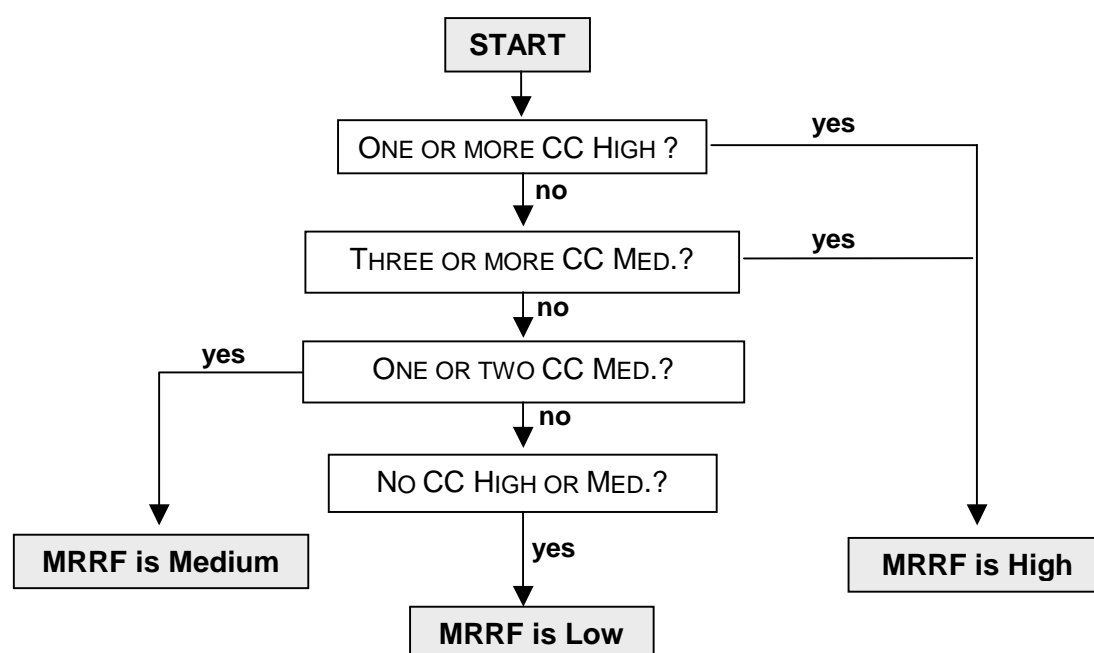 START
ONE OR MORE CC HIGH ?
yes
no
THREE OR MORE CC MED.?
yes
no
yes
ONE OR TWO CC MED.?
no
NO CC HIGH OR MED.?
MRRF is Medium
yes
MRRF is High
MRRF is Low